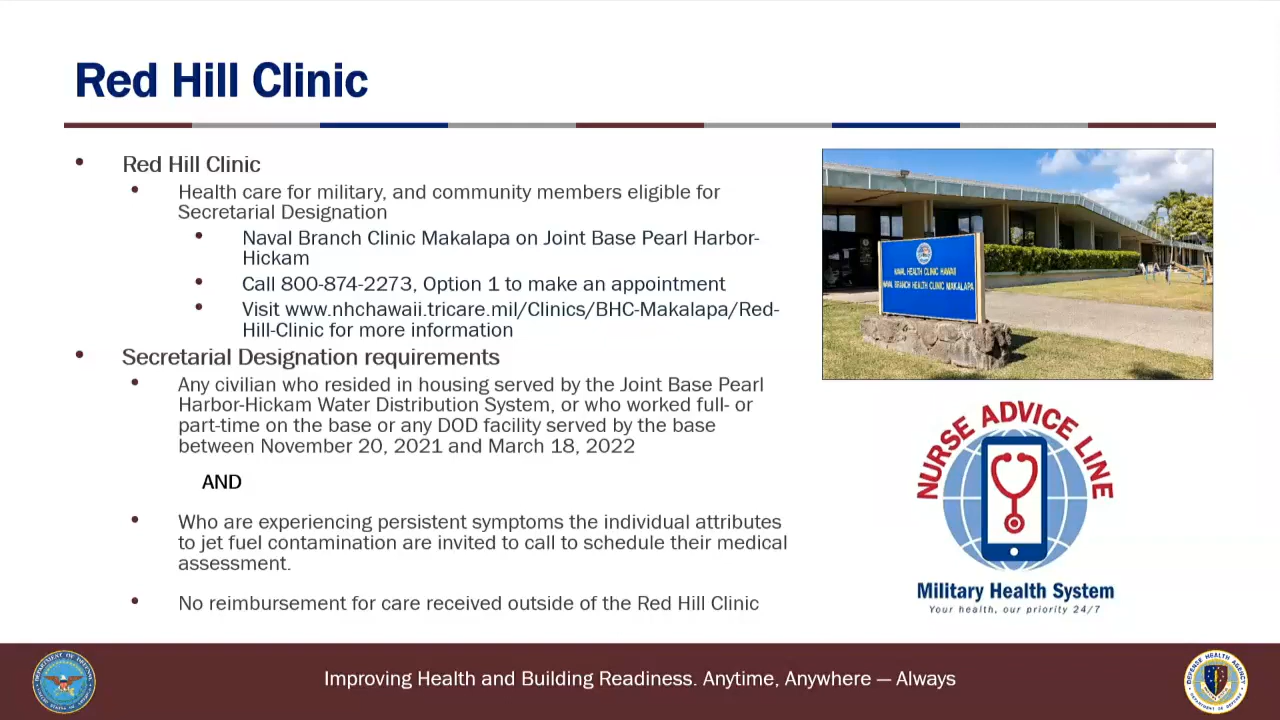 Red Hill Clinic
• Red Hill Clinic
• Health care for military, and community members eligible for
Secretarial Designation
• Naval Branch Clinic Makalapa on Joint Base Pearl Harbor-
Hickam
• Call 800-874-2273, Option 1 to make an appointment
• Visit www.nhchawaii.tricare.mil/Clinics/BHC-Makalapa/Red-
Hill-Clinic for more information
• Secretarial Designation requirements
• Any civilian who resided in housing served by the Joint Base Pearl
Harbor-Hickam Water Distribution System, or who worked full- or
part-time on the base or any DOD facility served by the base
between November 20, 2021 and March 18, 2022
AND
• Who are experiencing persistent symptoms the individual attributes
to jet fuel contamination are invited to call to schedule their medical
assessment.
• No reimbursement for care received outside of the Red Hill Clinic
NAVAL HEALTH CLINIC HAWAII
NAVAL BRANCH HEALTH CLINIC MAKALAPA
NURSE ADVICE LINE
Military Health System
Your health, our priority 24/7
Improving Health and Building Readiness. Anytime, Anywhere — Always
DEPARTMENT OF DEFENSE
DEFENSE HEALTH AGENCY